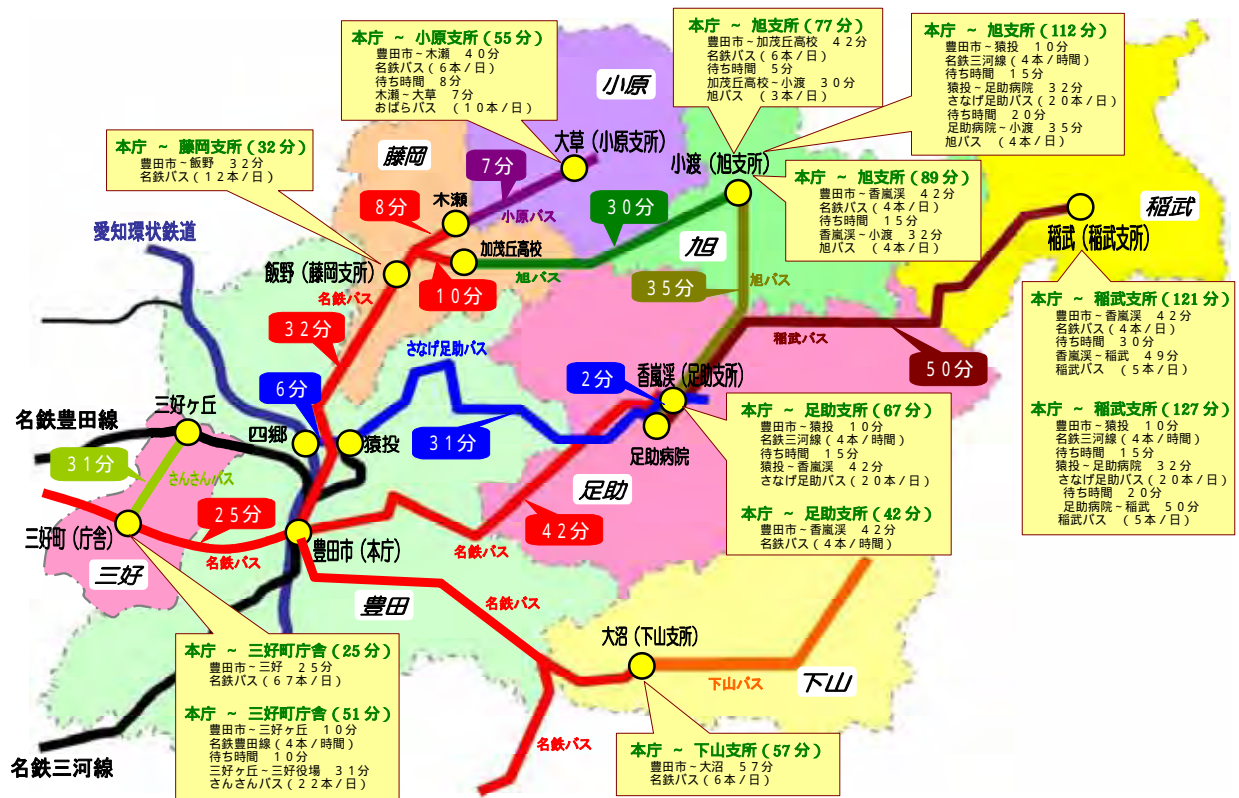 本庁 ~ 小原支所(55分)
豊田市~木瀬 40分
名鉄バス(6本/日)
待ち時間 8分
木瀬~大草 7分
おばらバス (10本/日)
本庁 ~ 旭支所(77分)
豊田市~加茂丘高校 42分
名鉄バス(6本/日)
待ち時間 5分
加茂丘高校~小渡 30分
旭バス (3本/日)
本庁 ~ 旭支所(112分)
豊田市~猿投 10分
名鉄三河線(4本/時間)
待ち時間 15分
猿投~足助病院 32分
さなげ足助バス(20本/日)
待ち時間 20分
足助病院~小渡 35分
旭バス (4本/日)
本庁 ~ 藤岡支所(32分)
豊田市~飯野 32分
名鉄バス(12本/日)
本庁 ~ 旭支所(89分)
豊田市~香嵐渓 42分
名鉄バス(4本/日)
待ち時間 15分
香嵐渓~小渡 32分
旭バス (4本/日)
小原
藤岡
大草(小原支所)
7分
小渡(旭支所)
木瀬
8分
小原バス
30分
稲武
稲武(稲武支所)
愛知環状鉄道
加茂丘高校
旭
飯野(藤岡支所)
10分
旭バス
35分
旭バス
名鉄バス
32分
稲武バス
50分
さなげ足助バス
本庁 ~ 稲武支所(121分)
豊田市~香嵐渓 42分
名鉄バス(4本/日)
待ち時間 30分
香嵐渓~稲武 49分
稲武バス (5本/日)
本庁 ~ 稲武支所(127分)
豊田市~猿投 10分
名鉄三河線(4本/時間)
待ち時間 15分
猿投~足助病院 32分
さなげ足助バス(20本/日)
待ち時間 20分
足助病院~稲武 50分
稲武バス (5本/日)
2分
香嵐渓(足助支所)
6分
三好ヶ丘
名鉄豊田線
四郷
猿投
31分
足助病院
31分
さんさんバス
足助
本庁 ~ 足助支所(67分)
豊田市~猿投 10分
名鉄三河線(4本/時間)
待ち時間 15分
猿投~香嵐渓 42分
さなげ足助バス(20本/日)
本庁 ~ 足助支所(42分)
豊田市~香嵐渓 42分
名鉄バス(4本/時間)
25分
42分
三好町(庁舎)
名鉄バス
豊田市(本庁)
名鉄バス
三好
豊田
名鉄バス
大沼(下山支所)
下山バス
下山
本庁 ~ 三好町庁舎(25分)
豊田市~三好 25分
名鉄バス(67本/日)
本庁 ~ 三好町庁舎(51分)
豊田市~三好ヶ丘 10分
名鉄豊田線(4本/時間)
待ち時間 10分
三好ヶ丘~三好役場 31分
さんさんバス(22本/日)
名鉄バス
本庁 ~ 下山支所(57分)
豊田市~大沼 57分
名鉄バス(6本/日)
名鉄三河線